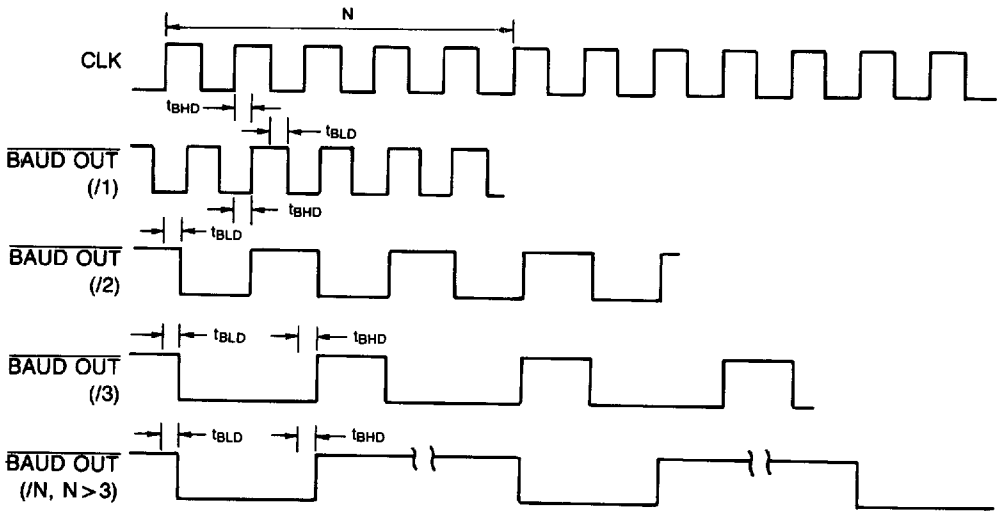 N
CLK
tBHD
tBLD
BAUD OUT
(/1)
tBHD
tBLD
BAUD OUT
(/2)
tBLD
tBHD
BAUD OUT
(/3)
tBLD
tBHD
BAUD OUT
(/N, N>3)